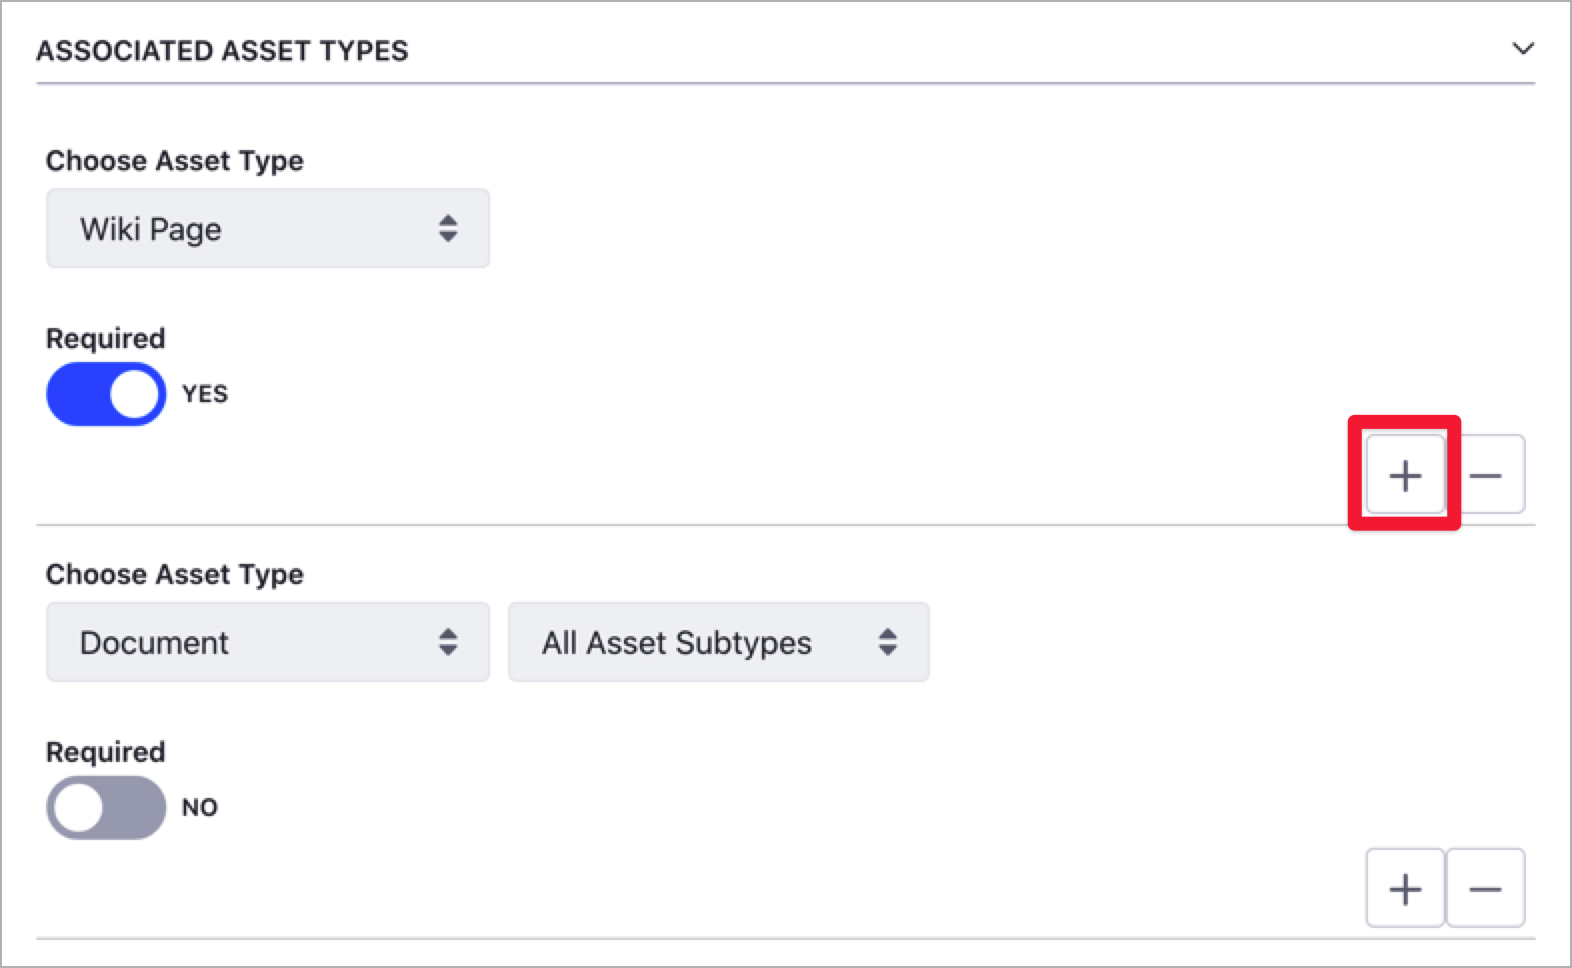 ASSOCIATED ASSET TYPES
Choose Asset Type
Wiki Page
Required
YES
Choose Asset Type
Document All Asset Subtypes
Required
NO